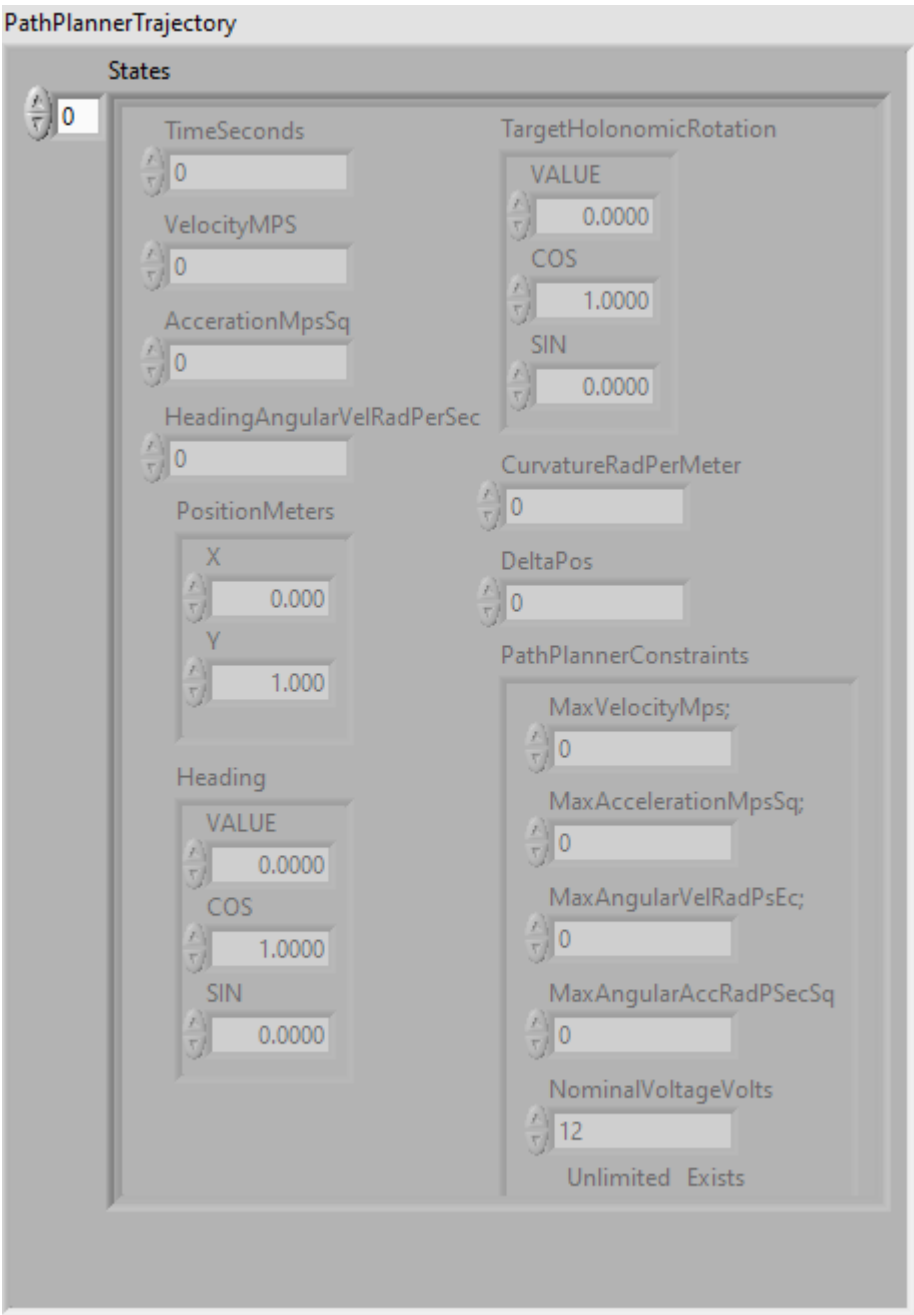 PathPlannerTrajectory
States
0
TimeSeconds
0
VelocityMPS
0
AccerationMpsSq
0
HeadingAngularVelRadPerSec
0
PositionMeters
X
0.000
Y
1.000
Heading
VALUE
0.0000
COS
1.0000
SIN
0.0000
TargetHolonomicRotation
VALUE
0.0000
COS
1.0000
SIN
0.0000
CurvatureRadPerMeter
0
DeltaPos
0
PathPlannerConstraints
MaxVelocityMps;
0
MaxAccelerationMpsSq;
0
MaxAngularVelRadPsEc;
0
MaxAngularAccRadPSecSq
0
NominalVoltageVolts
12
Unlimited Exists